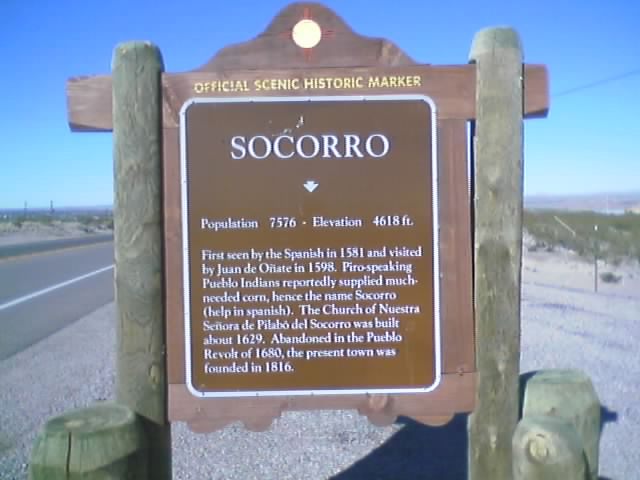 OFFICIAL SCENIC HISTORIC MARKER
SOCORRO
Population 7576 - Elevation 4618 ft.
First seen by the Spanish in 1581 and visited
by Juan de Oñate in 1598. Piro-speaking
Pueblo Indians reportedly supplied much-
needed corn, hence the name Socorro
(help in spanish). The Church of Nuestra
Señora de Pilabó del Socorro was built
about 1629. Abandoned in the Pueblo
Revolt of 1680, the present town was
founded in 1816.